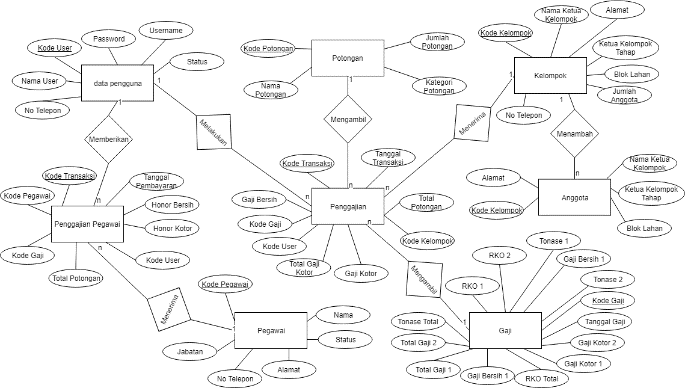 Kode User
Password
Username
Status
Nama User
data pengguna
No Telepon
1
1
Memberikan
Melakukan
n
n
Kode Potongan
Potongan
Jumlah
Potongan
Nama
Potongan
Kategori
Potongan
1
Mengambil
n
Nama Ketua
Kelompok
Alamat
Kode Kelompok
Ketua Kelompok
Tahap
Kelompok
Blok Lahan
Jumlah
Anggota
No Telepon
1
1
Menerima
n
Menambah
n
Nama Ketua
Kelompok
Alamat
Ketua Kelompok
Tahap
Kode Kelompok
Anggota
Blok Lahan
Kode Transaksi
Tanggal
Pembayaran
Kode Pegawai
Honor Bersih
Penggajian Pegawai
Honor Kotor
Kode Gaji
Kode User
Total Potongan
n
Menerima
Kode Transaksi
Tanggal
Transaksi
Gaji Bersih
Total
Potongan
Penggajian
Kode Gaji
Kode User
Kode Kelompok
Total Gaji
Kotor
Gaji Kotor
n
Mengambil
1
Kode Pegawai
Nama
Pegawai
Status
Jabatan
No Telepon
Alamat
RKO 2
Tonase 1
Gaji Bersih 1
RKO 1
Tonase 2
Kode Gaji
Tonase Total
Tanggal Gaji
Gaji
Total Gaji 2
Gaji Kotor 2
Total Gaji 1
Gaji Kotor 1
Gaji Bersih 1
RKO Total